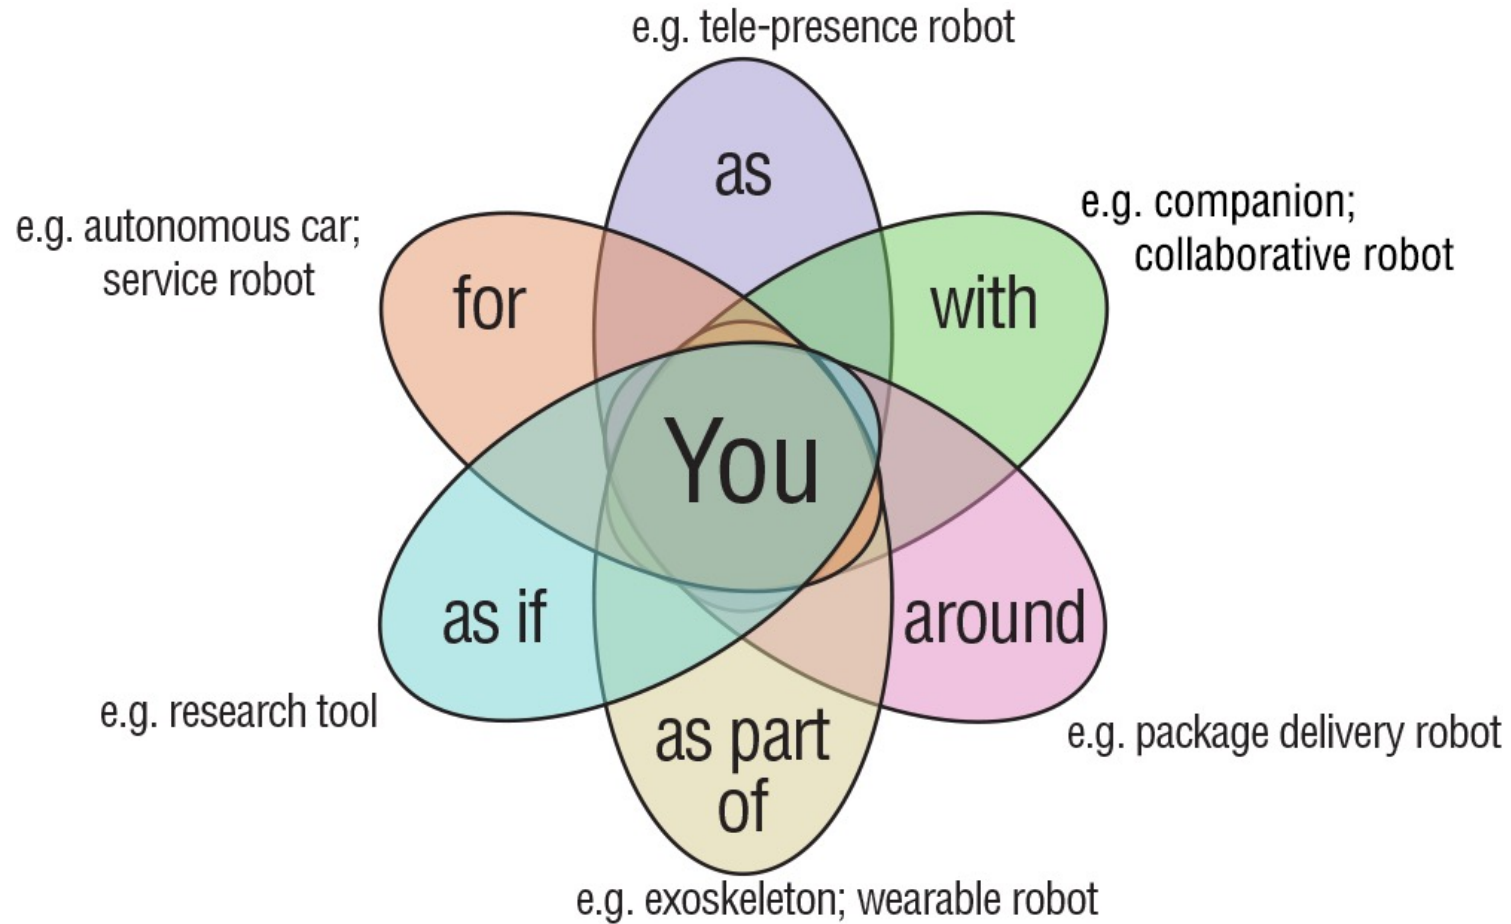 e.g. tele-presence robot
as
e.g. autonomous car;
service robot
for
e.g. companion;
collaborative robot
with
You
as if
e.g. research tool
around
e.g. package delivery robot
as part
of
e.g. exoskeleton; wearable robot